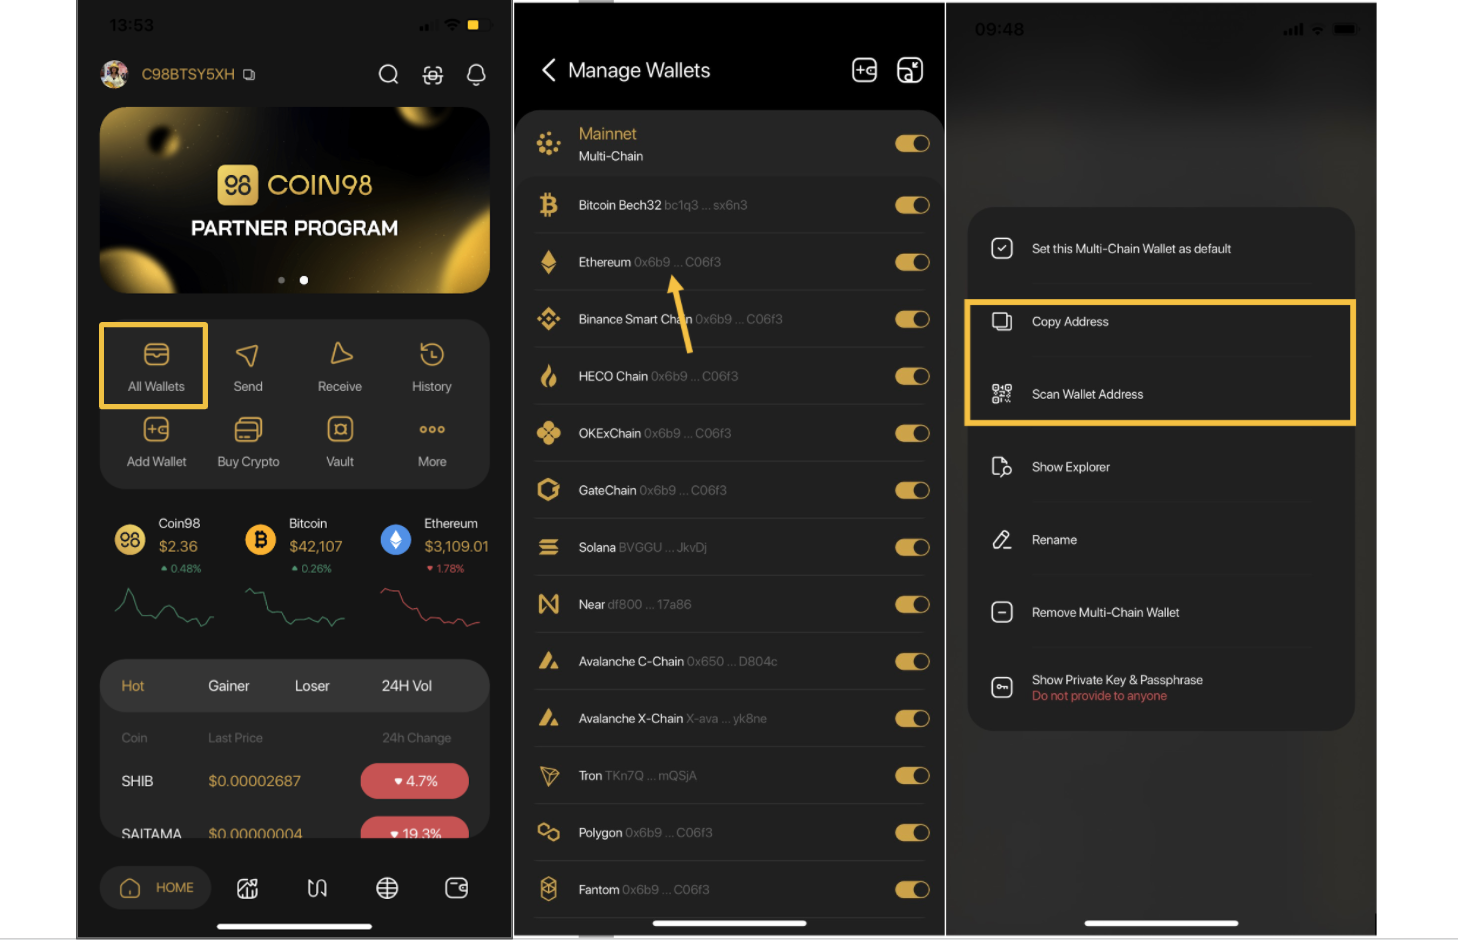 13:53
C98BTSY5XH
98 COIN98
PARTNER PROGRAM
All Wallets
Send
Receive
History
Add Wallet
Buy Crypto
Vault
More
Coin98
$2.36
0.48%
Bitcoin
$42,107
0.26%
Ethereum
$3,109.01
1.78%
Hot
Gainer
Loser
24H Vol
Coin
Last Price
24h Change
SHIB
$0.00002687
4.7%
SAITAMA
$0.00000004
19.3%
HOME
Manage Wallets
Mainnet
Multi-Chain
Bitcoin Bech32 bc1q3 ... sx6n3
Ethereum 0x6b9 ... C06f3
Binance Smart Chain 0x6b9 ... C06f3
HECO Chain 0x6b9 ... C06f3
OKExChain 0x6b9 ... C06f3
GateChain 0x6b9 ... C06f3
Solana BVGGU ... JkvDj
Near df800 ... 17a86
Avalanche C-Chain 0x650 ... D804c
Avalanche X-Chain X-ava ... yk8ne
Tron TKn7Q ... mQSjA
Polygon 0x6b9 ... C06f3
Fantom 0x6b9 ... C06f3
09:48
Set this Multi-Chain Wallet as default
Copy Address
Scan Wallet Address
Show Explorer
Rename
Remove Multi-Chain Wallet
Show Private Key & Passphrase
Do not provide to anyone